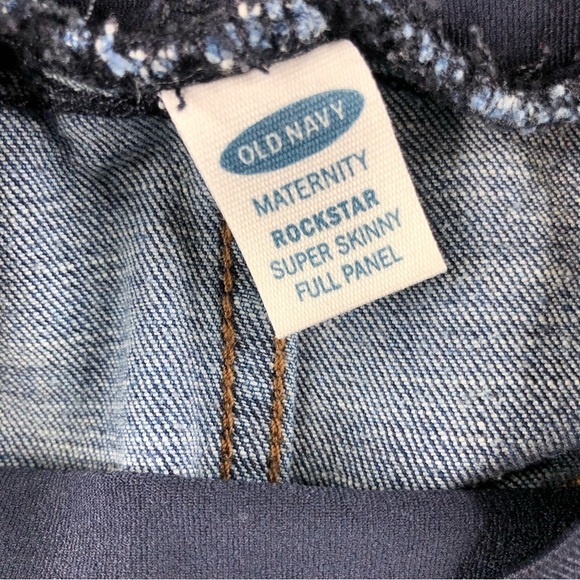 OLD NAVY
MATERNITY
ROCKSTAR
SUPER SKINNY
FULL PANEL